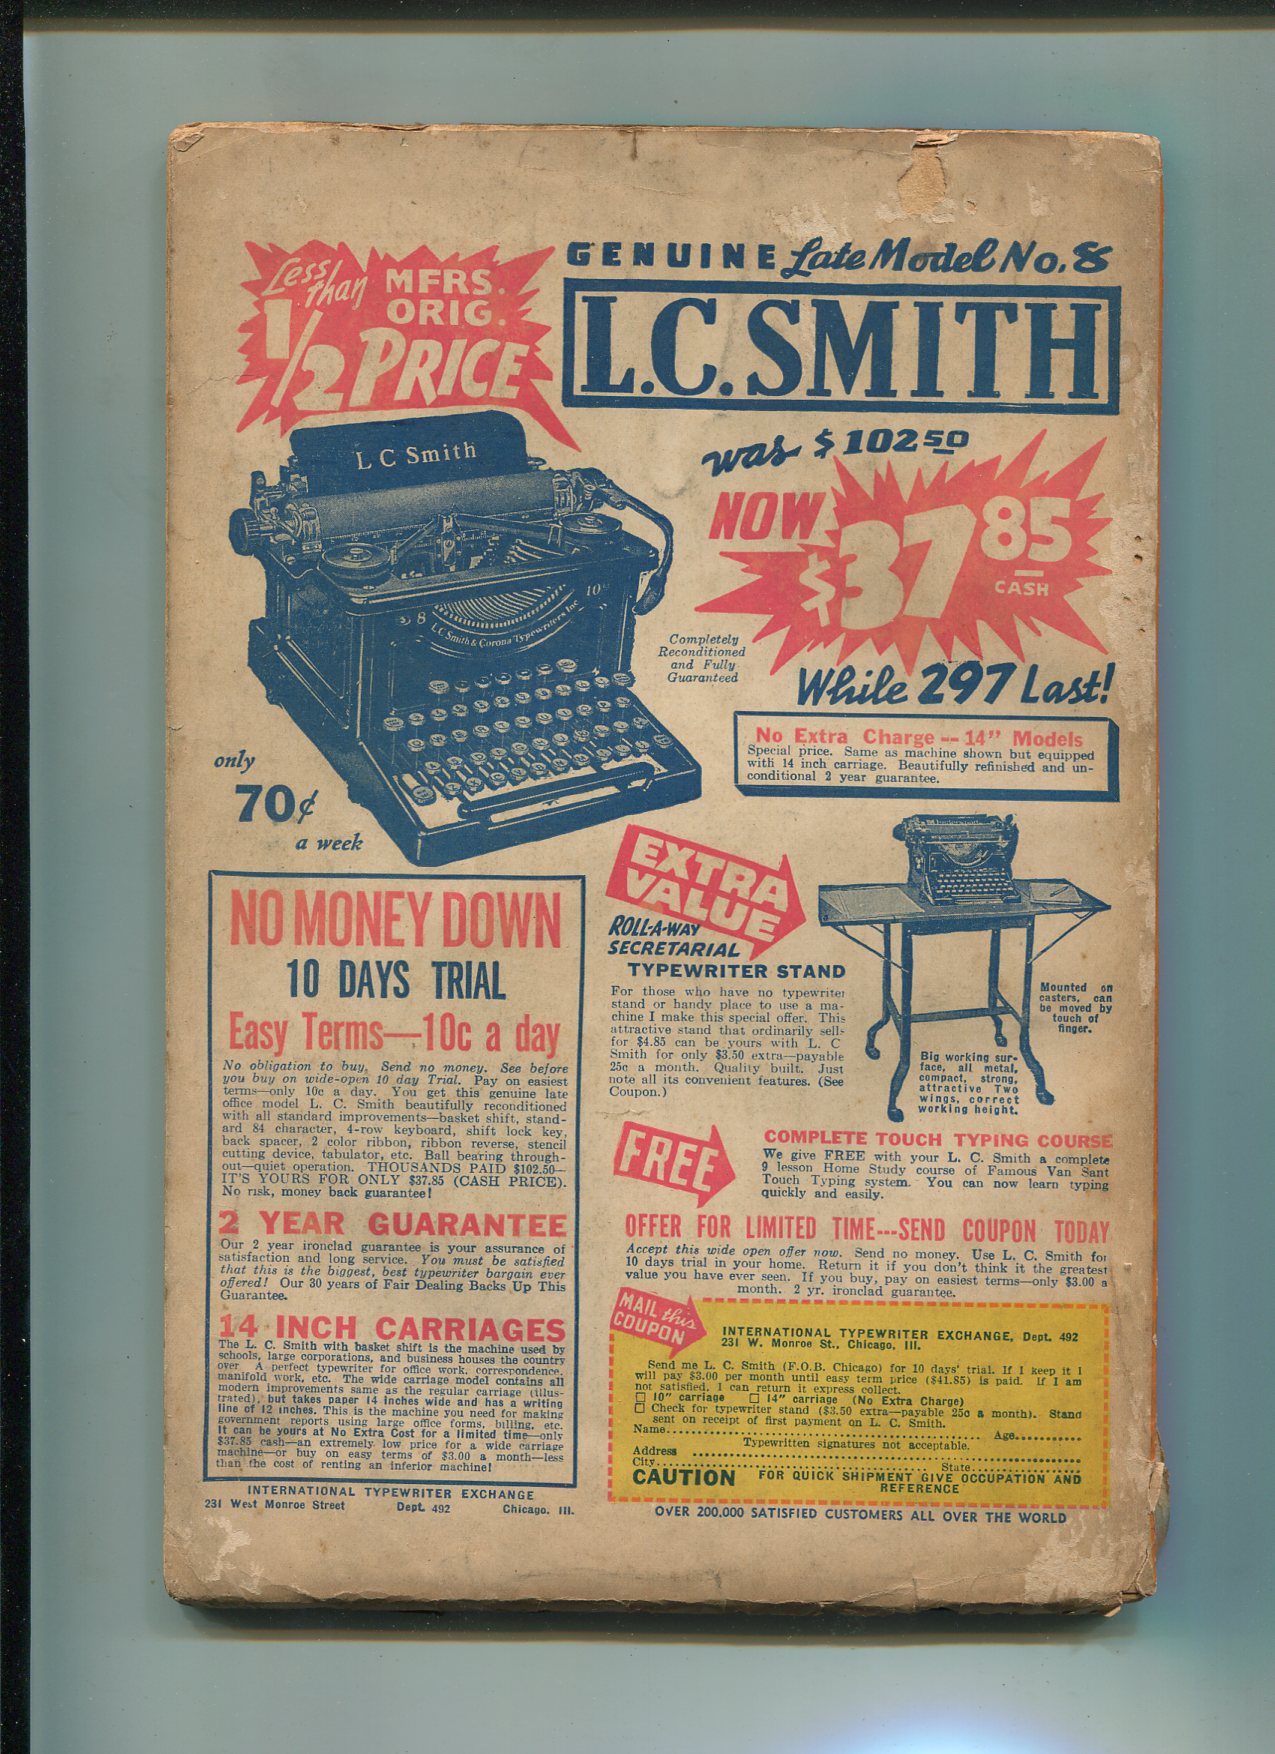 Less than MFRS.
ORIG.
1/2 PRICE
GENUINE Late Model No. 8
L.C. SMITH
was $102 50
NOW
$37 85
CASH
While 297 Last!
L C Smith
8 10
L.C. Smith & Corona Typewriters Inc
Completely
Reconditioned
and Fully
Guaranteed
No Extra Charge -- 14" Models
Special price. Same as machine shown but equipped
with 14 inch carriage. Beautifully refinished and un-
conditional 2 year guarantee.
only
70¢
a week
NO MONEY DOWN
10 DAYS TRIAL
Easy Terms—10c a day
No obligation to buy. Send no money. See before
you buy on wide-open 10 day Trial. Pay on easiest
terms—only 10c a day. You get this genuine late
office model L. C. Smith beautifully reconditioned
with all standard improvements—basket shift, stand-
ard 84 character, 4-row keyboard, shift lock key,
back spacer, 2 color ribbon, ribbon reverse, stencil
cutting device, tabulator, etc. Ball bearing through-
out—quiet operation. THOUSANDS PAID $102.50—
IT'S YOURS FOR ONLY $37.85 (CASH PRICE).
No risk, money back guarantee!
2 YEAR GUARANTEE
Our 2 year ironclad guarantee is your assurance of
satisfaction and long service. You must be satisfied
that this is the biggest, best typewriter bargain ever
offered! Our 30 years of Fair Dealing Backs Up This
Guarantee.
14 INCH CARRIAGES
The L. C. Smith with basket shift is the machine used by
schools, large corporations, and business houses the country
over. A perfect typewriter for office work, correspondence,
manifold work, etc. The wide carriage model contains all
modern improvements same as the regular carriage (illus-
trated), but takes paper 14 inches wide and has a writing
line of 12 inches. This is the machine you need for making
government reports using large office forms, billing, etc.
It can be yours at No Extra Cost for a limited time—only
$37.85 cash—an extremely low price for a wide carriage
machine—or buy on easy terms of $3.00 a month—less
than the cost of renting an inferior machine!
INTERNATIONAL TYPEWRITER EXCHANGE
231 West Monroe Street Dept. 492 Chicago, Ill.
EXTRA
VALUE
ROLL-A-WAY
SECRETARIAL
TYPEWRITER STAND
For those who have no typewriter
stand or handy place to use a ma-
chine I make this special offer. This
attractive stand that ordinarily sells
for $4.85 can be yours with L. C
Smith for only $3.50 extra—payable
25c a month. Quality built. Just
note all its convenient features. (See
Coupon.)
Mounted on
casters, can
be moved by
touch of
finger.
Big working sur-
face, all metal,
compact, strong,
attractive Two
wings, correct
working height.
FREE
COMPLETE TOUCH TYPING COURSE
We give FREE with your L. C. Smith a complete
9 lesson Home Study course of Famous Van Sant
Touch Typing system. You can now learn typing
quickly and easily.
OFFER FOR LIMITED TIME---SEND COUPON TODAY
Accept this wide open offer now. Send no money. Use L. C. Smith for
10 days trial in your home. Return it if you don't think it the greatest
value you have ever seen. If you buy, pay on easiest terms—only $3.00 a
month. 2 yr. ironclad guarantee.
MAIL this
COUPON
INTERNATIONAL TYPEWRITER EXCHANGE, Dept. 492
231 W. Monroe St., Chicago, Ill.
Send me L. C. Smith (F.O.B. Chicago) for 10 days' trial. If I keep it I
will pay $3.00 per month until easy term price ($41.85) is paid. If I am
not satisfied, I can return it express collect.
□ 10" carriage □ 14" carriage (No Extra Charge)
□ Check for typewriter stand ($3.50 extra—payable 25c a month). Stand
sent on receipt of first payment on L. C. Smith.
Name............ Age............
Typewritten signatures not acceptable.
Address ............
City............ State............
CAUTION FOR QUICK SHIPMENT GIVE OCCUPATION AND
REFERENCE
OVER 200,000 SATISFIED CUSTOMERS ALL OVER THE WORLD